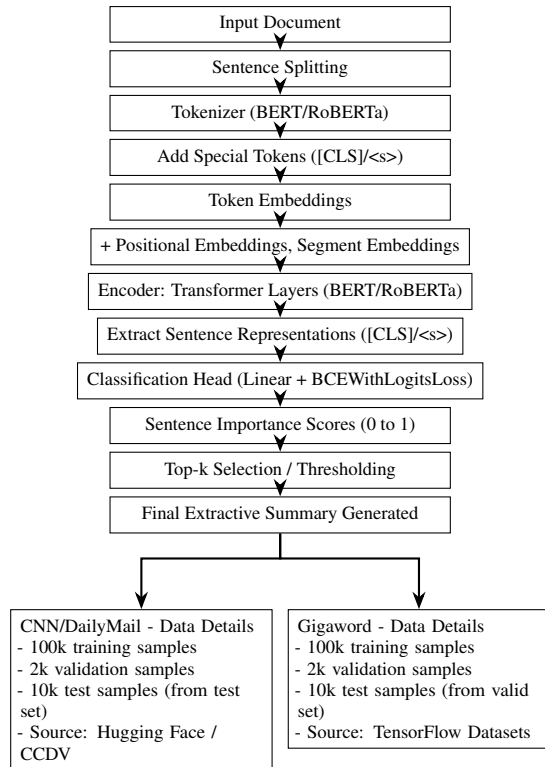 Input Document
Sentence Splitting
Tokenizer (BERT/RoBERTa)
Add Special Tokens ([CLS]/<s>)
Token Embeddings
+ Positional Embeddings, Segment Embeddings
Encoder: Transformer Layers (BERT/RoBERTa)
Extract Sentence Representations ([CLS]/<s>)
Classification Head (Linear + BCEWithLogitsLoss)
Sentence Importance Scores (0 to 1)
Top-k Selection / Thresholding
Final Extractive Summary Generated
CNN/DailyMail - Data Details
- 100k training samples
- 2k validation samples
- 10k test samples (from test
set)
- Source: Hugging Face /
CCDV
Gigaword - Data Details
- 100k training samples
- 2k validation samples
- 10k test samples (from valid
set)
- Source: TensorFlow Datasets